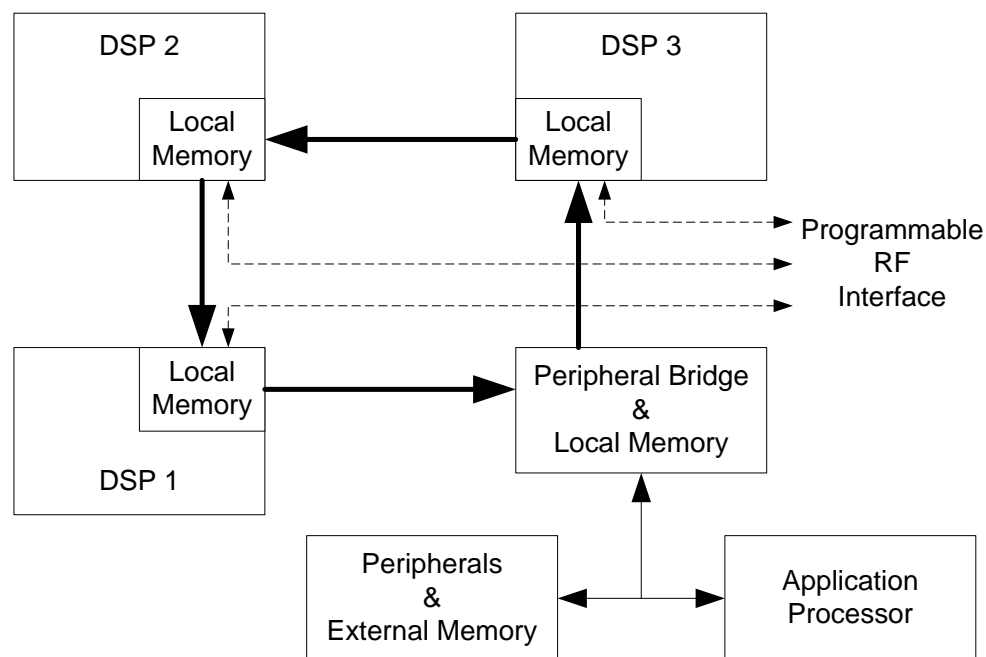 DSP 2
Local
Memory
DSP 3
Local
Memory
Programmable
RF
Interface
Local
Memory
DSP 1
Peripheral Bridge
&
Local Memory
Peripherals
&
External Memory
Application
Processor